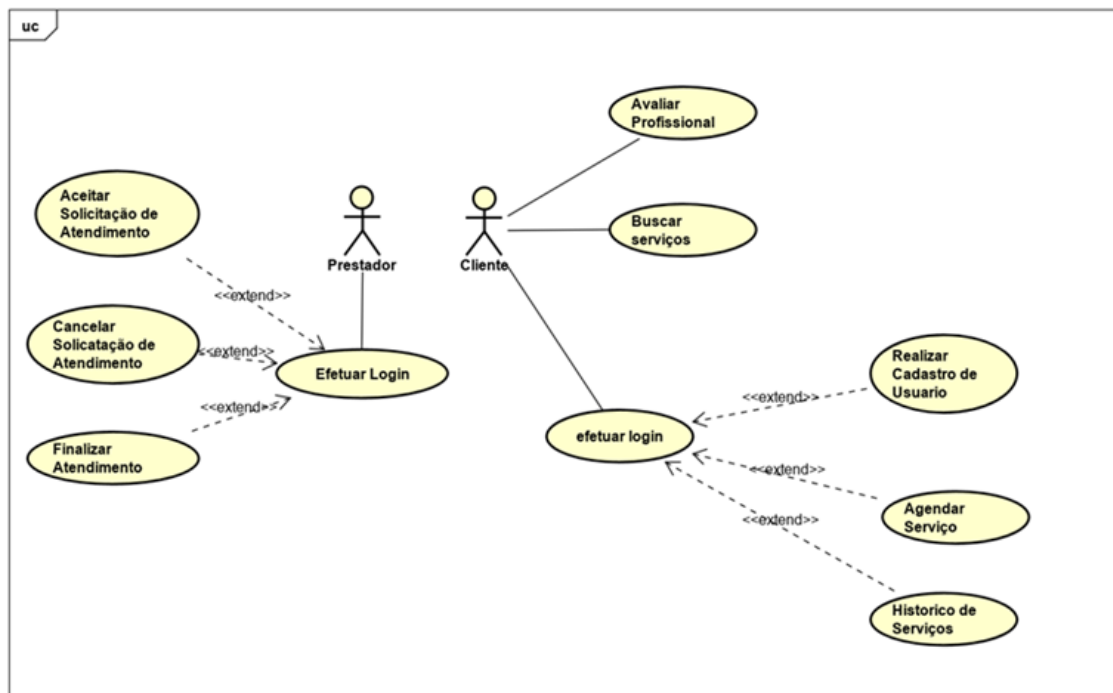 uc
Avaliar
Profissional
Aceitar
Solicitação de
Atendimento
Buscar
serviços
Prestador
Cliente
<<extend>>
Cancelar
Solicatação de
Atendimento
<<extend>>
Efetuar Login
Realizar
Cadastro de
Usuario
<<extend>>
<<extend>>
efetuar login
Finalizar
Atendimento
<<extend>>
Agendar
Serviço
<<extend>>
Historico de
Serviços